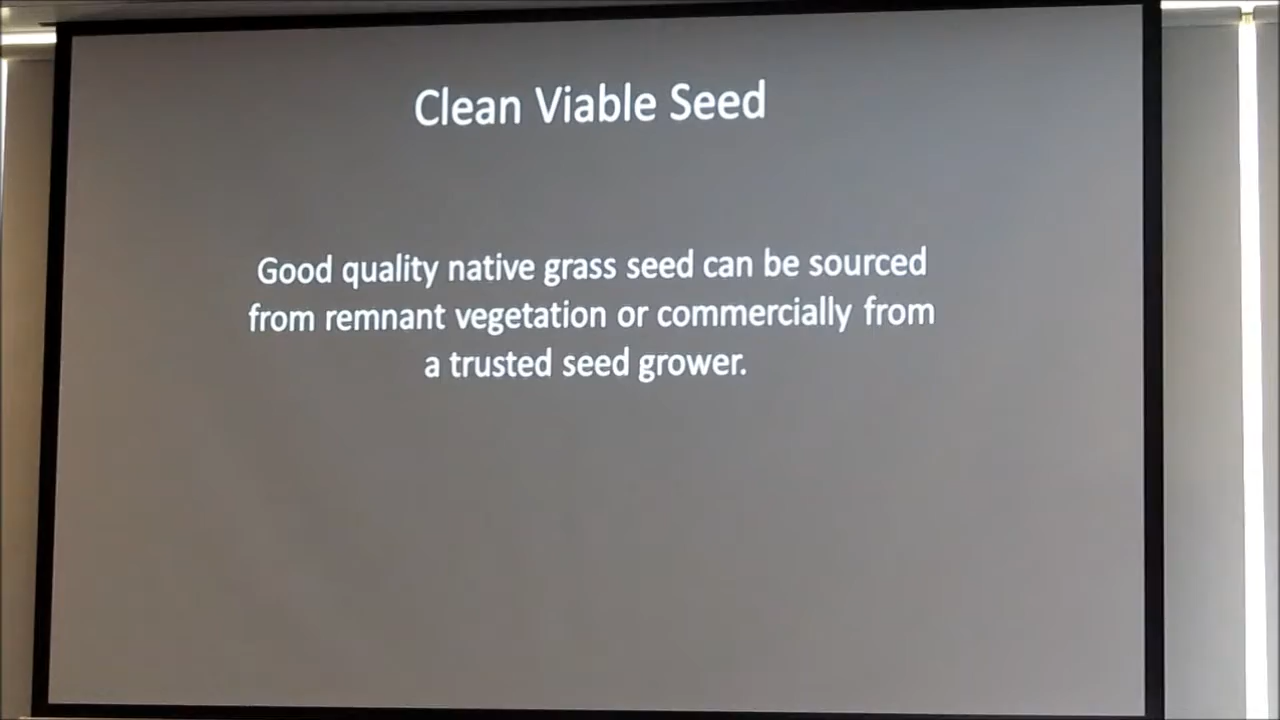 Clean Viable Seed
Good quality native grass seed can be sourced
from remnant vegetation or commercially from
a trusted seed grower.